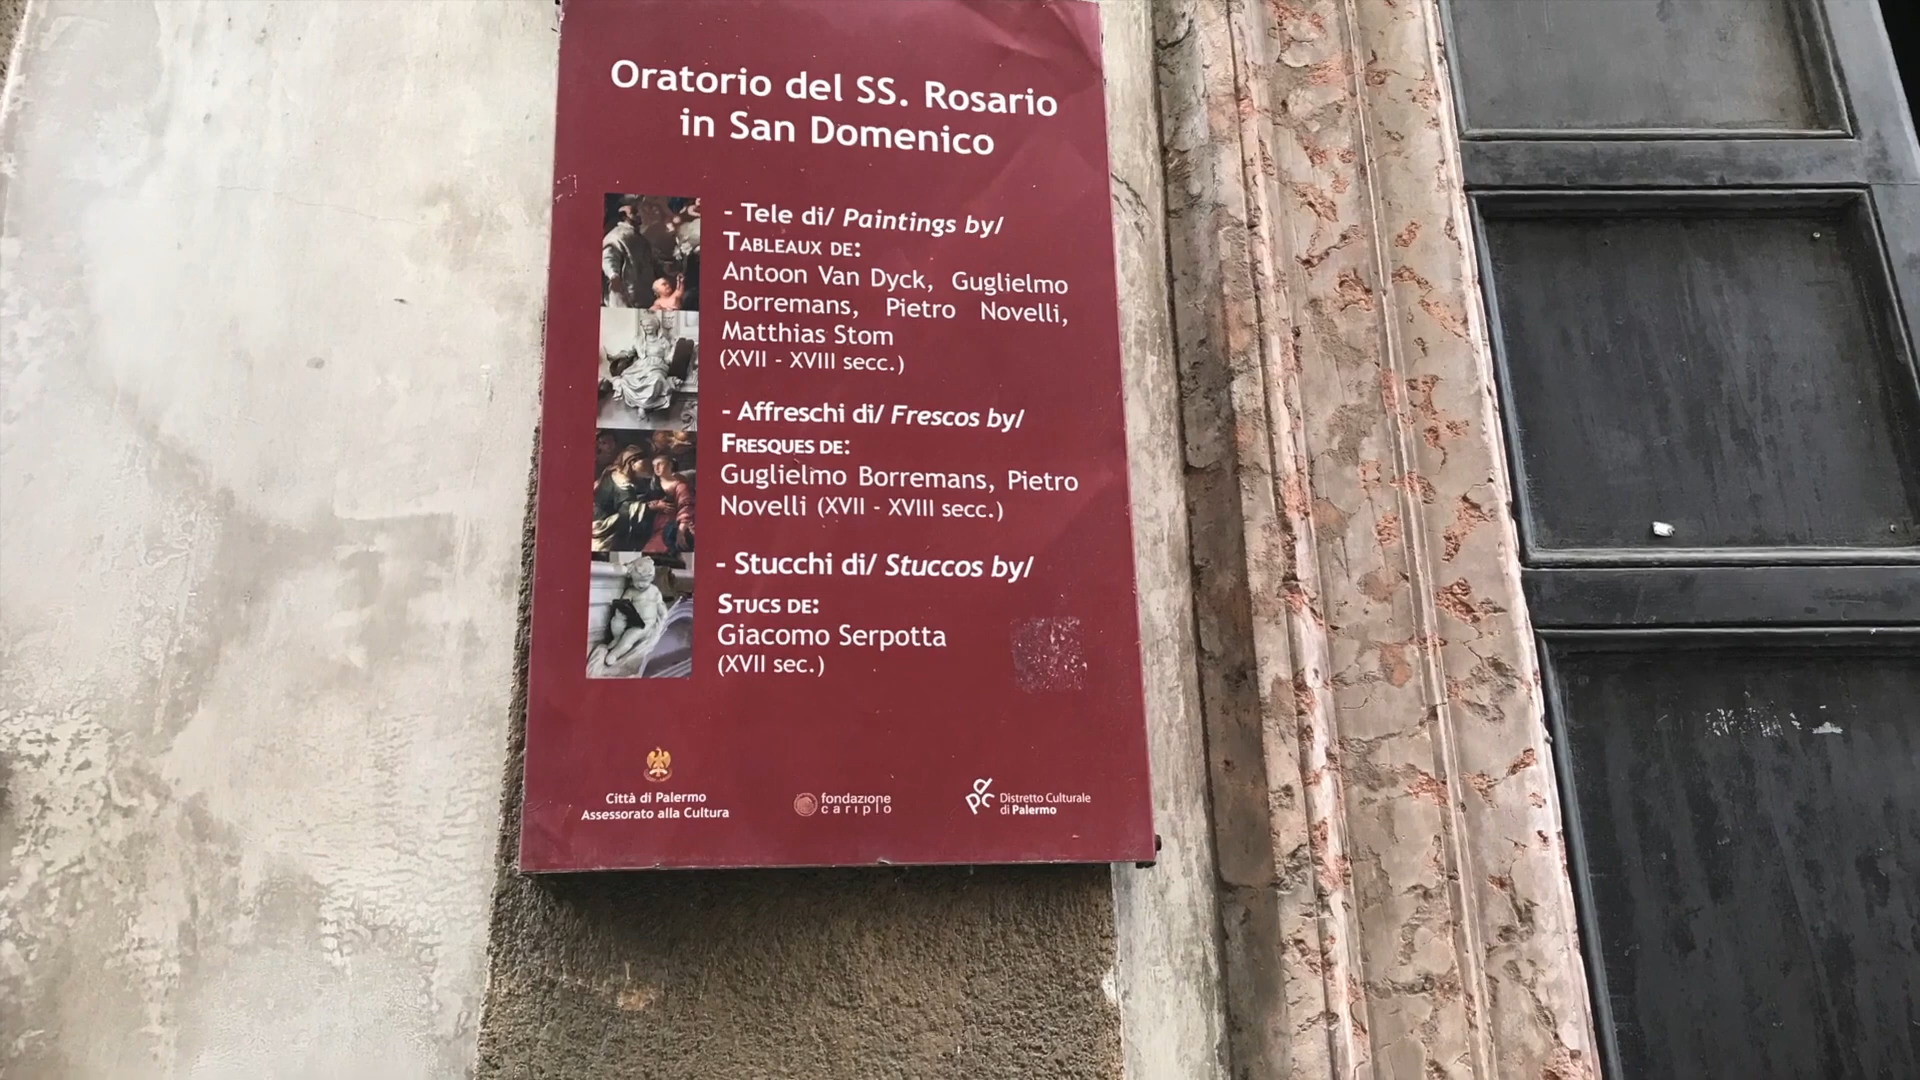 Oratorio del SS. Rosario
in San Domenico
- Tele di/ Paintings by/
TABLEAUX DE:
Antoon Van Dyck, Guglielmo
Borremans, Pietro Novelli,
Matthias Stom
(XVII - XVIII secc.)
- Affreschi di/ Frescos by/
FRESQUES DE:
Guglielmo Borremans, Pietro
Novelli (XVII - XVIII secc.)
- Stucchi di/ Stuccos by/
STUCS DE:
Giacomo Serpotta
(XVII sec.)
Città di Palermo
Assessorato alla Cultura
fondazione
cariplo
pdc
Distretto Culturale
di Palermo